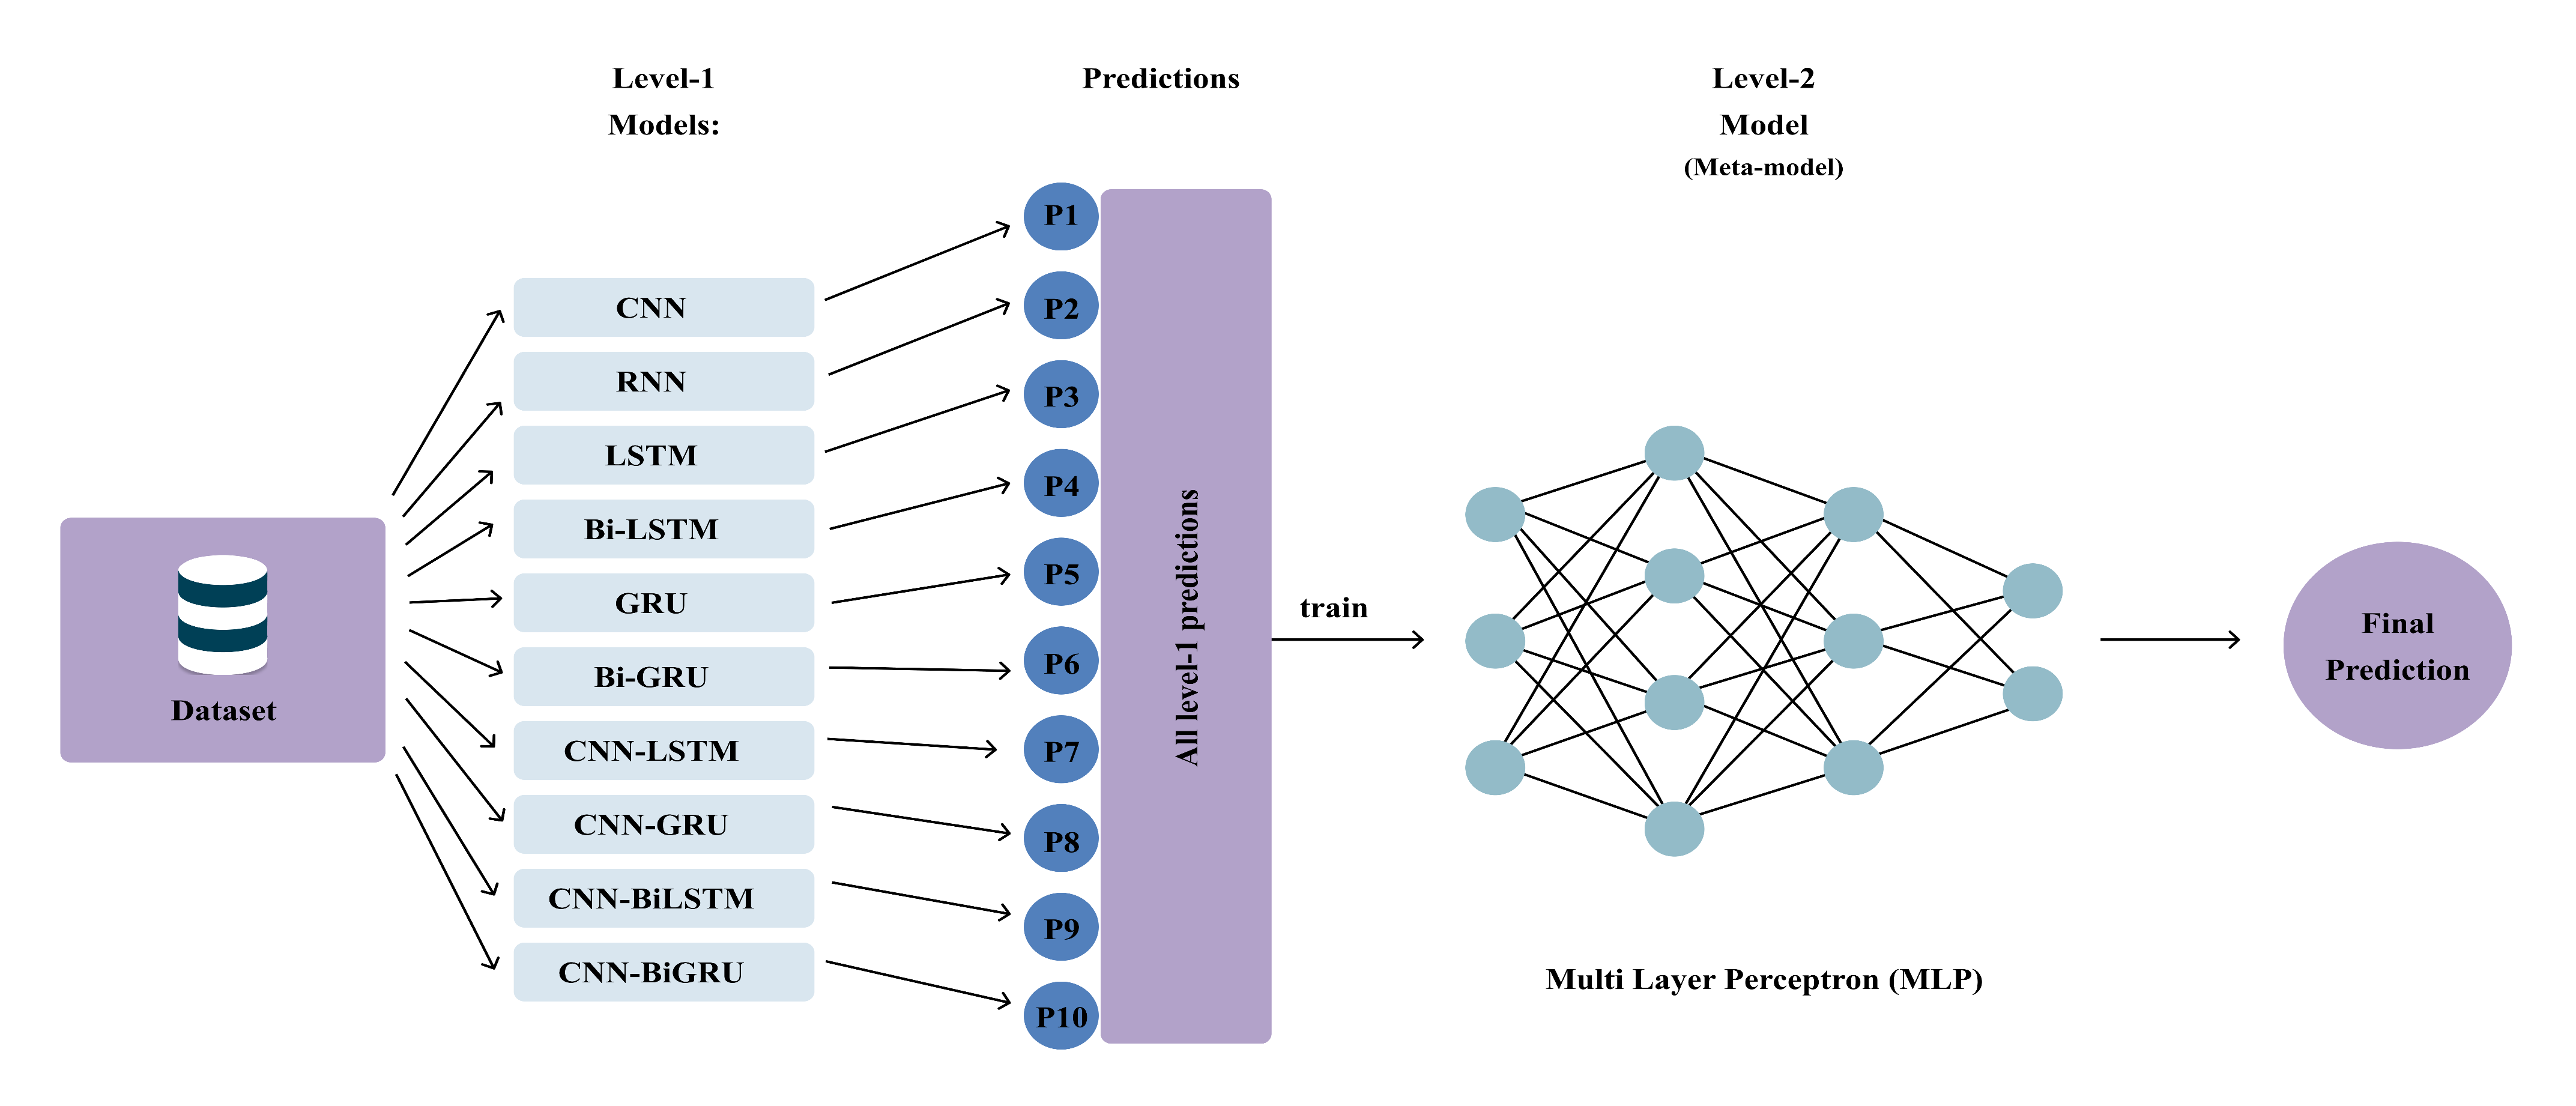 Level-1
Models:
Predictions
Level-2
Model
(Meta-model)
Dataset
CNN
RNN
LSTM
Bi-LSTM
GRU
Bi-GRU
CNN-LSTM
CNN-GRU
CNN-BiLSTM
CNN-BiGRU
P1
P2
P3
P4
P5
P6
P7
P8
P9
P10
All level-1 predictions
train
Multi Layer Perceptron (MLP)
Final
Prediction